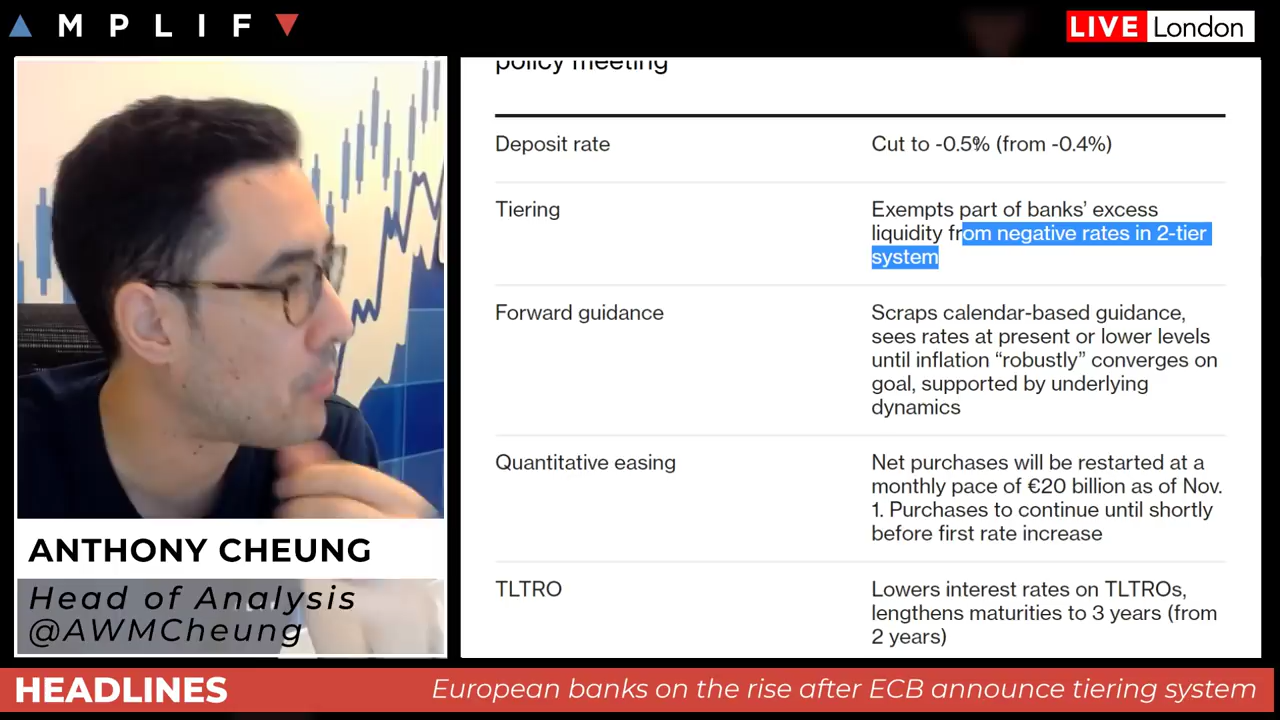 ▲ M P L I F ▼
LIVE London
policy meeting
Deposit rate
Cut to -0.5% (from -0.4%)
Tiering
Exempts part of banks’ excess
liquidity from negative rates in 2-tier
system
Forward guidance
Scraps calendar-based guidance,
sees rates at present or lower levels
until inflation “robustly” converges on
goal, supported by underlying
dynamics
Quantitative easing
Net purchases will be restarted at a
monthly pace of €20 billion as of Nov.
1. Purchases to continue until shortly
before first rate increase
TLTRO
Lowers interest rates on TLTROs,
lengthens maturities to 3 years (from
2 years)
ANTHONY CHEUNG
Head of Analysis
@AWMCheung
HEADLINES
European banks on the rise after ECB announce tiering system